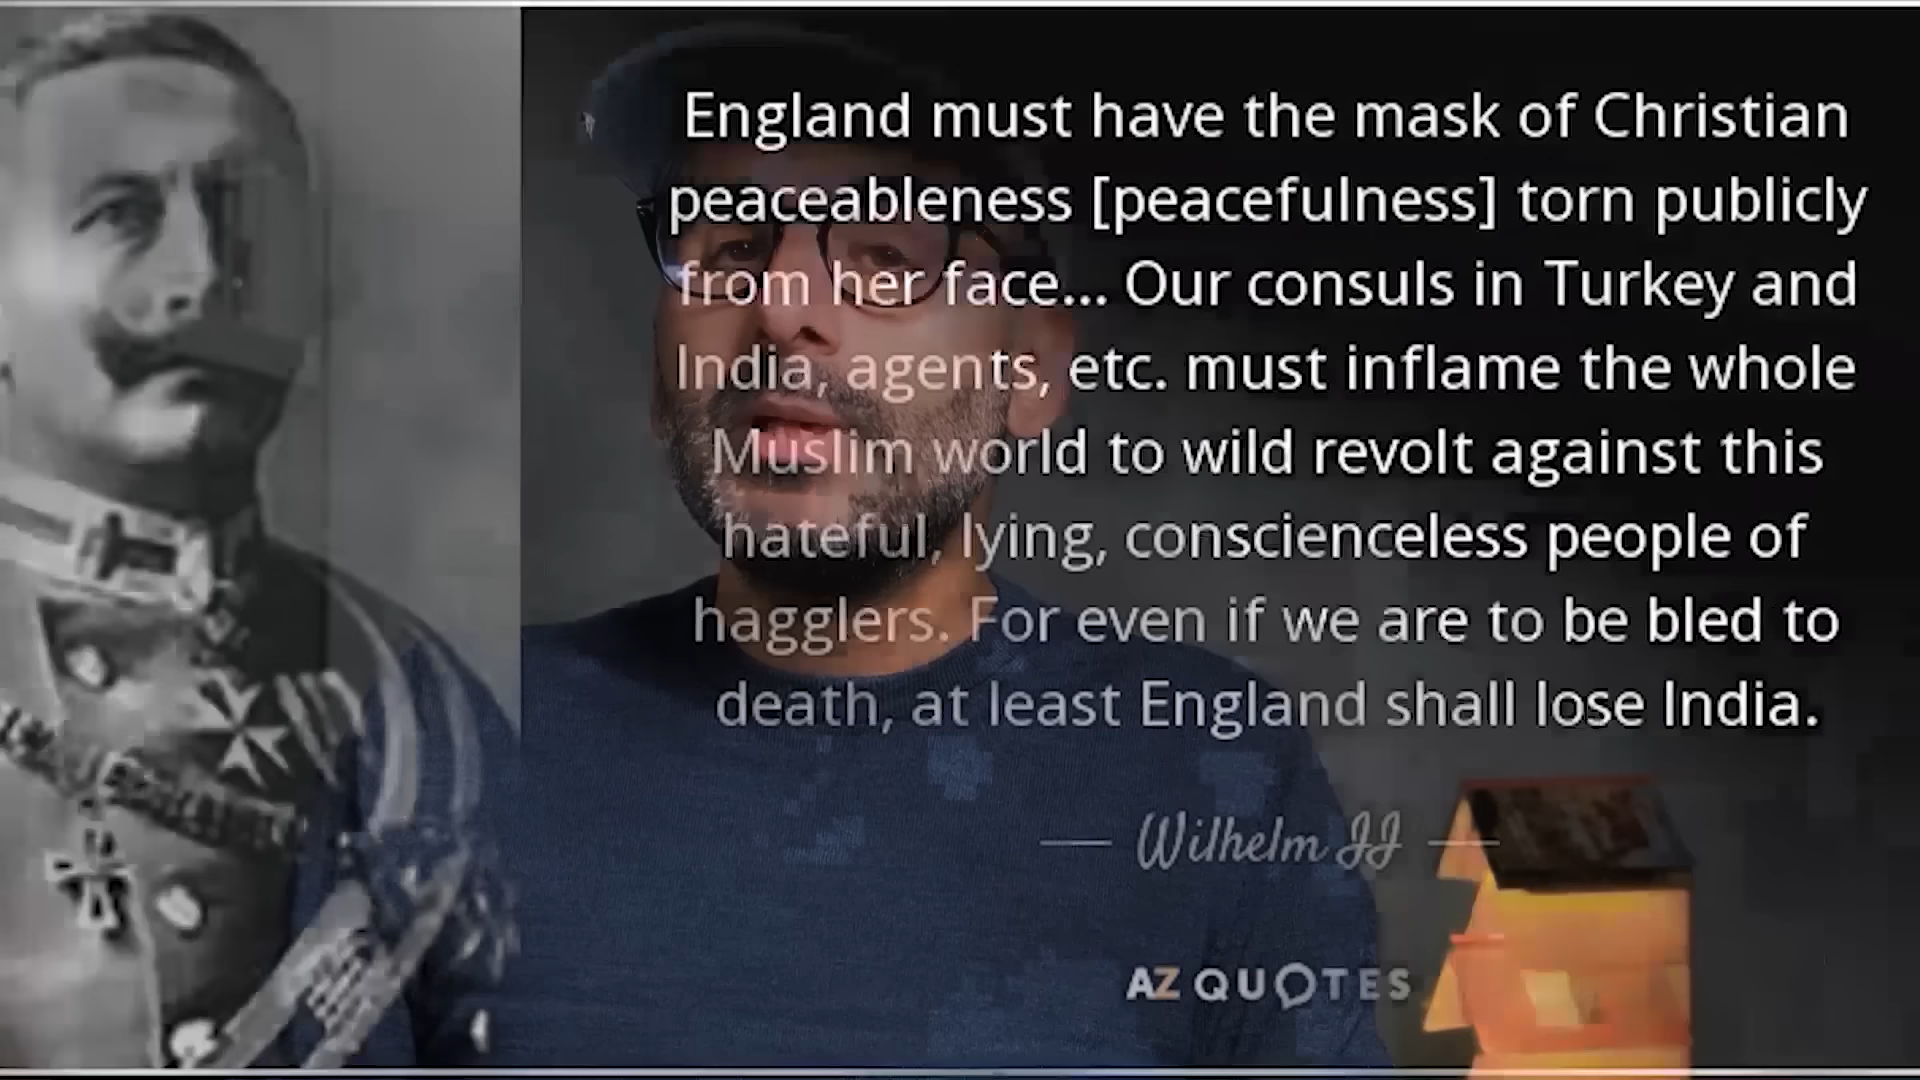 England must have the mask of Christian
peaceableness [peacefulness] torn publicly
from her face... Our consuls in Turkey and
India, agents, etc. must inflame the whole
Muslim world to wild revolt against this
hateful, lying, conscienceless people of
hagglers. For even if we are to be bled to
death, at least England shall lose India.
— Wilhelm II —
AZ QUOTES